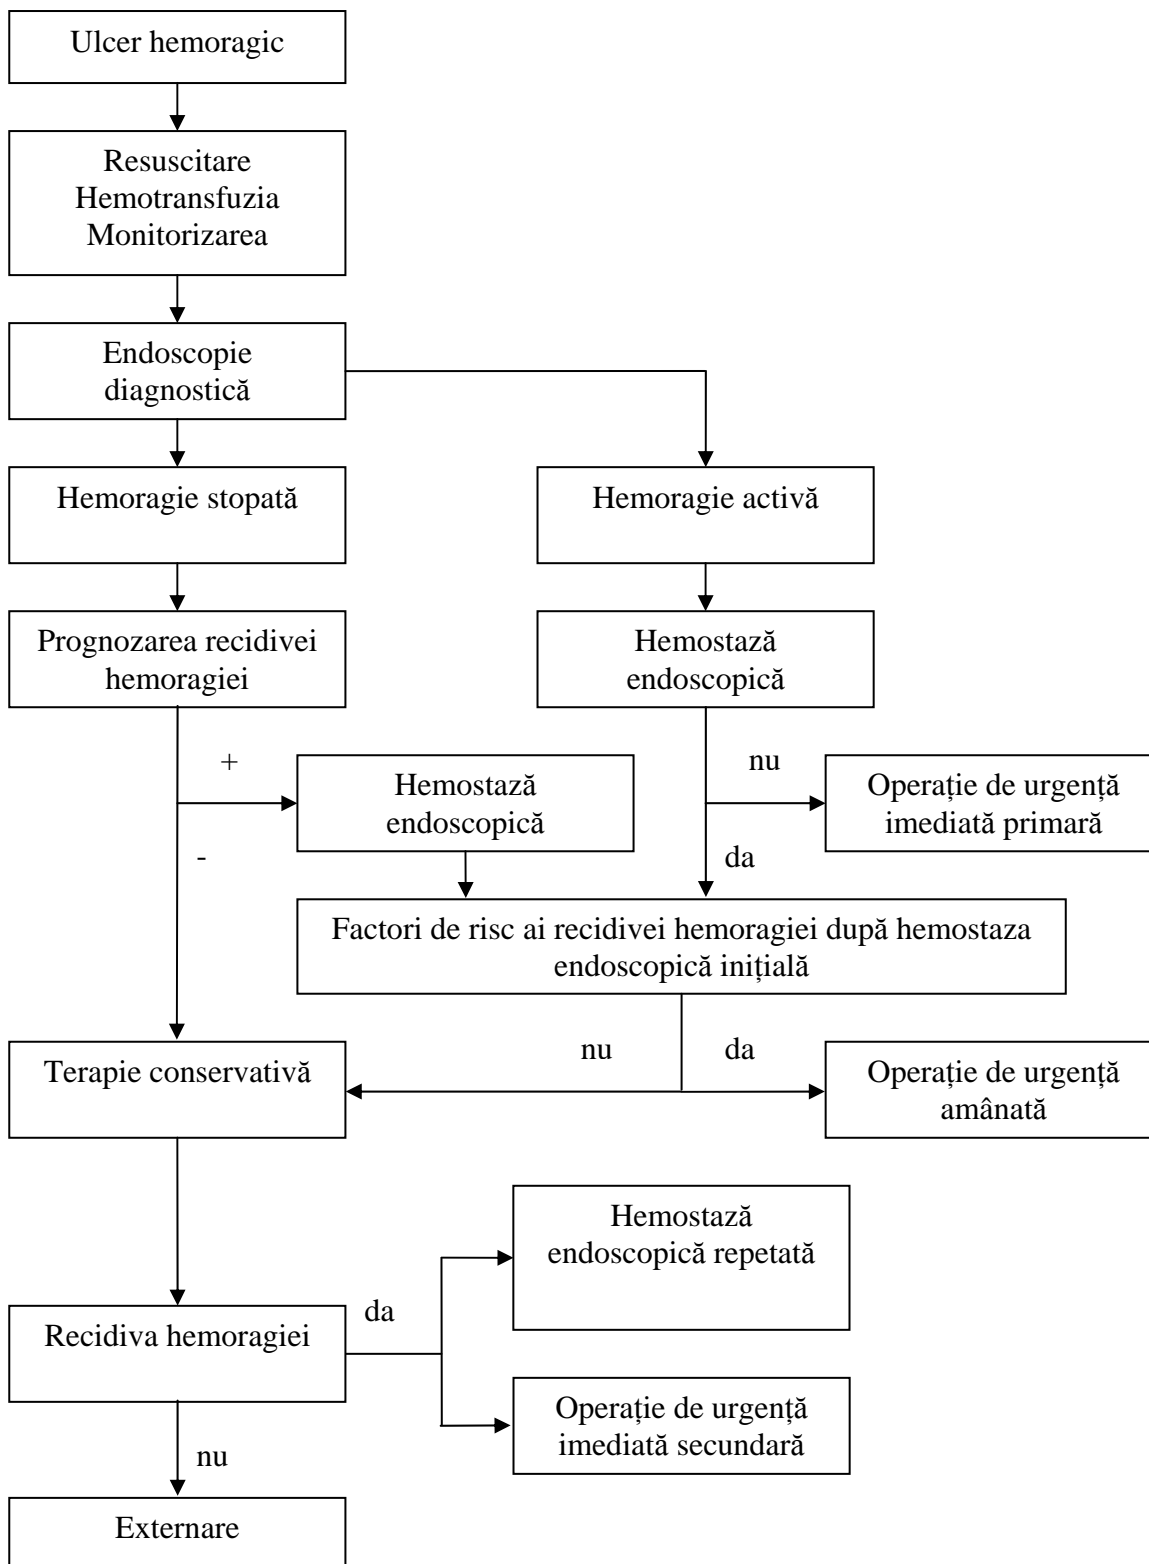 Ulcer hemoragic
Resuscitare
Hemotransfuzia
Monitorizarea
Endoscopie
diagnostică
Hemoragie stopată
Hemoragie activă
Prognozarea recidivei
hemoragiei
Hemostază
endoscopică
+
Hemostază
endoscopică
nu
Operație de urgență
imediată primară
-
da
Factori de risc ai recidivei hemoragiei după hemostaza
endoscopică inițială
Terapie conservativă
nu
da
Operație de urgență
amânată
Hemostază
endoscopică repetată
Recidiva hemoragiei
da
Operație de urgență
imediată secundară
nu
Externare